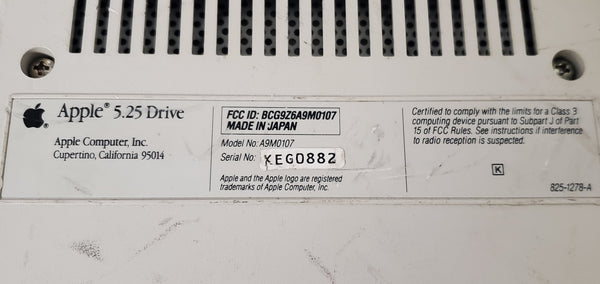 Apple® 5.25 Drive
Apple Computer, Inc.
Cupertino, California 95014
FCC ID: BCG9Z6A9M0107
MADE IN JAPAN
Model No: A9M0107
Serial No: KEG0882
Apple and the Apple logo are registered
trademarks of Apple Computer, Inc.
Certified to comply with the limits for a Class B
computing device pursuant to Subpart J of Part
15 of FCC Rules. See instructions if interference
to radio reception is suspected.
K
825-1278-A